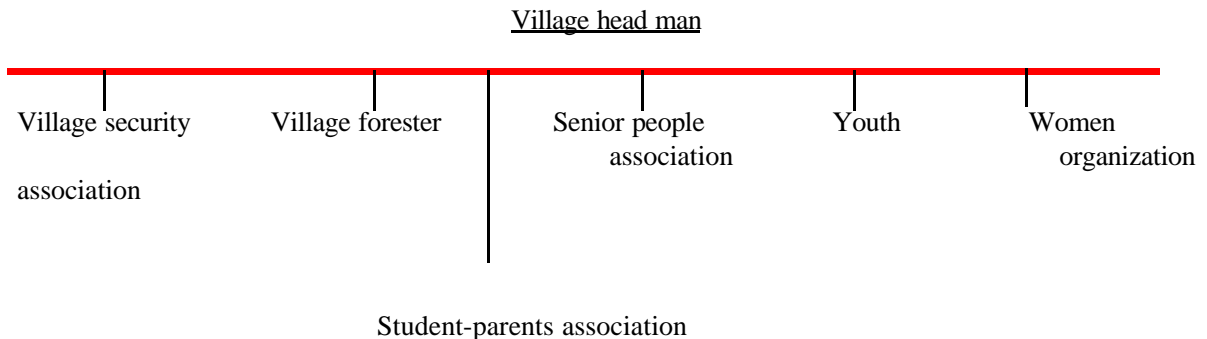 Village head man
Village security Village forester Senior people Youth Women
association organization
association
Student-parents association